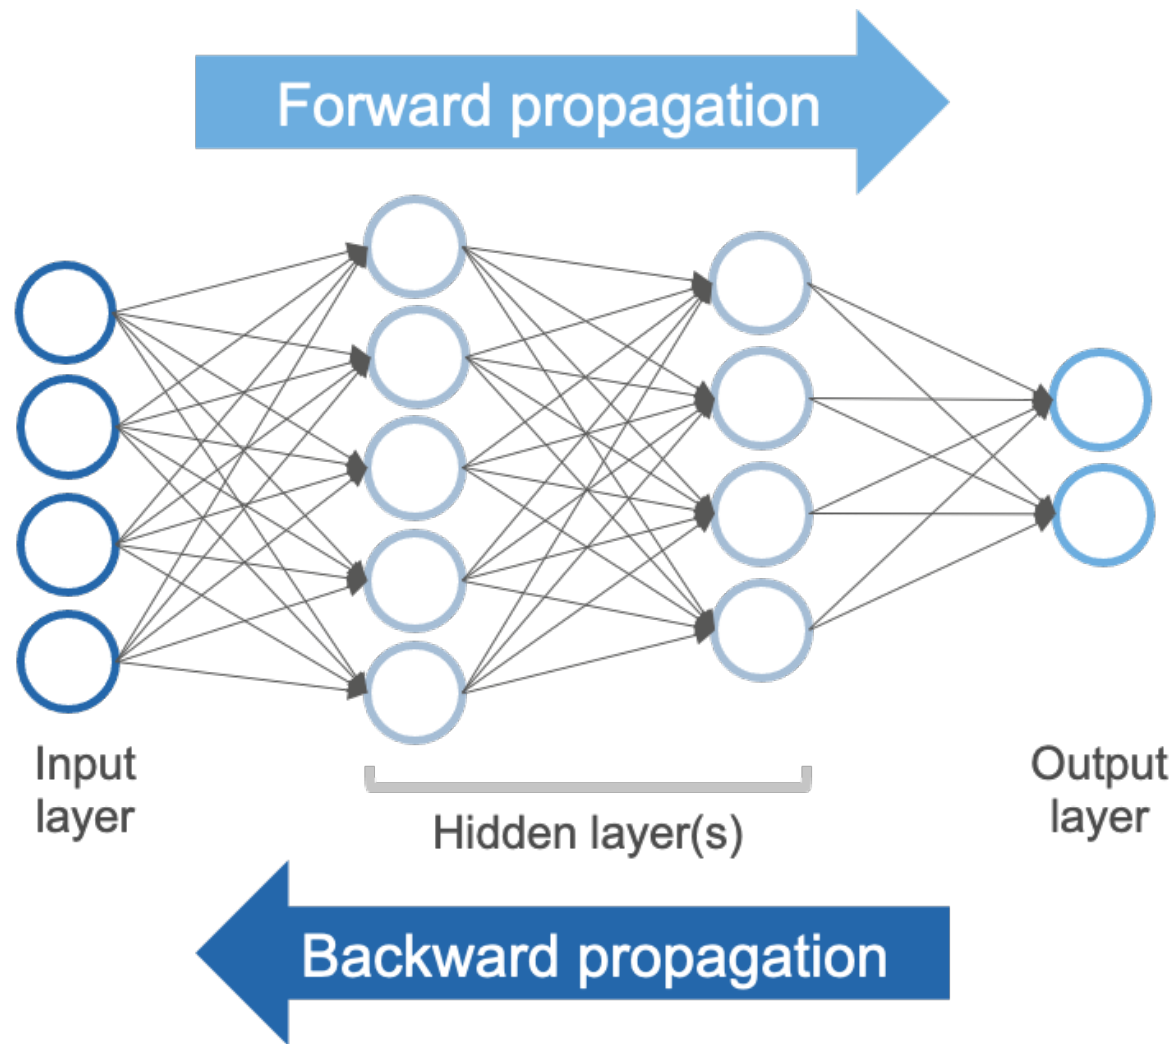 Forward propagation
Input
layer
Hidden layer(s)
Output
layer
Backward propagation